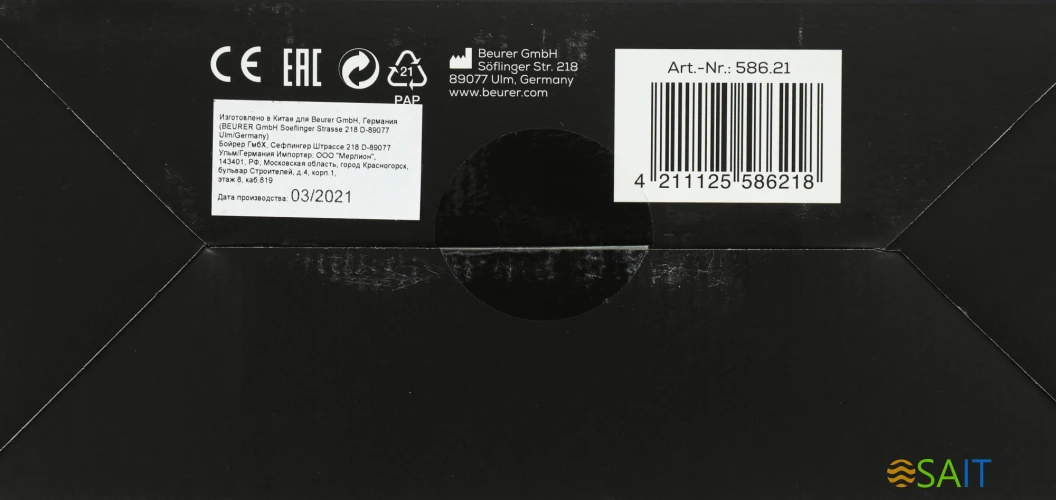 CE EAC
21
PAP
Beurer GmbH
Söflinger Str. 218
89077 Ulm, Germany
www.beurer.com
Art.-Nr.: 586.21
4 211125 586218
Изготовлено в Китае для Beurer GmbH, Германия
(BEURER GmbH Soeflinger Strasse 218 D-89077
Ulm/Germany)
Бойрер ГмбХ, Сефлингер Штрассе 218 D-89077
Ульм/Германия Импортер: ООО "Мерлион",
143401, РФ, Московская область, город Красногорск,
бульвар Строителей, д.4, корп.1,
этаж 8, каб.819
Дата производства: 03/2021
SAIT